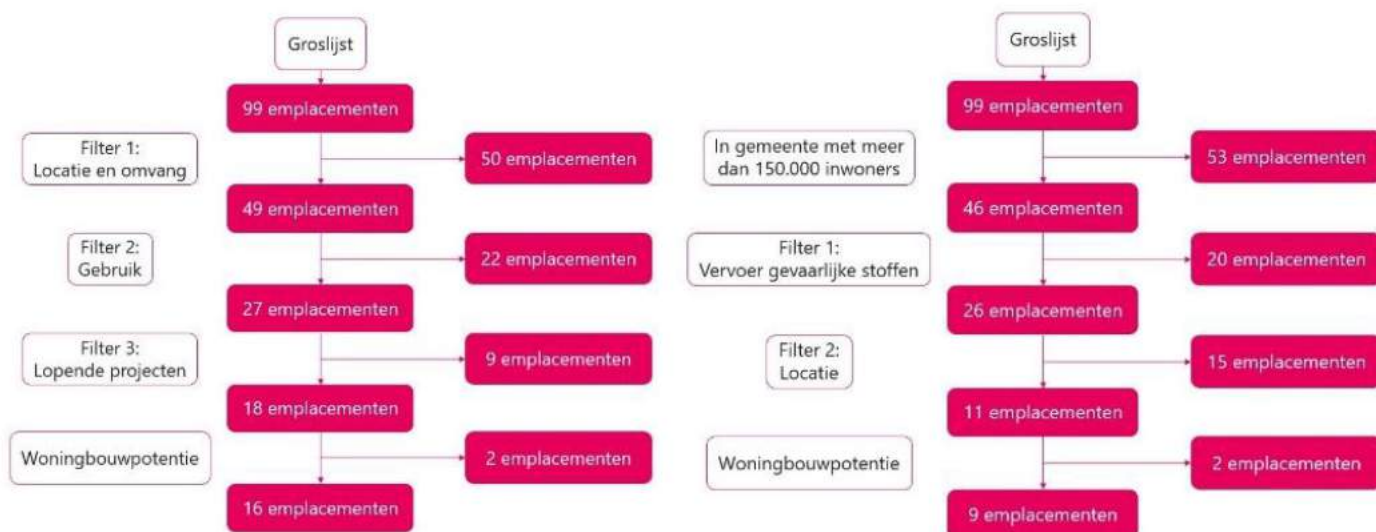 Groslijst
99 emplacementen
Filter 1:
Locatie en omvang
50 emplacementen
49 emplacementen
Filter 2:
Gebruik
22 emplacementen
27 emplacementen
Filter 3:
Lopende projecten
9 emplacementen
18 emplacementen
Woningbouwpotentie
2 emplacementen
16 emplacementen
Groslijst
99 emplacementen
In gemeente met meer
dan 150.000 inwoners
53 emplacementen
46 emplacementen
Filter 1:
Vervoer gevaarlijke stoffen
20 emplacementen
26 emplacementen
Filter 2:
Locatie
15 emplacementen
11 emplacementen
Woningbouwpotentie
2 emplacementen
9 emplacementen